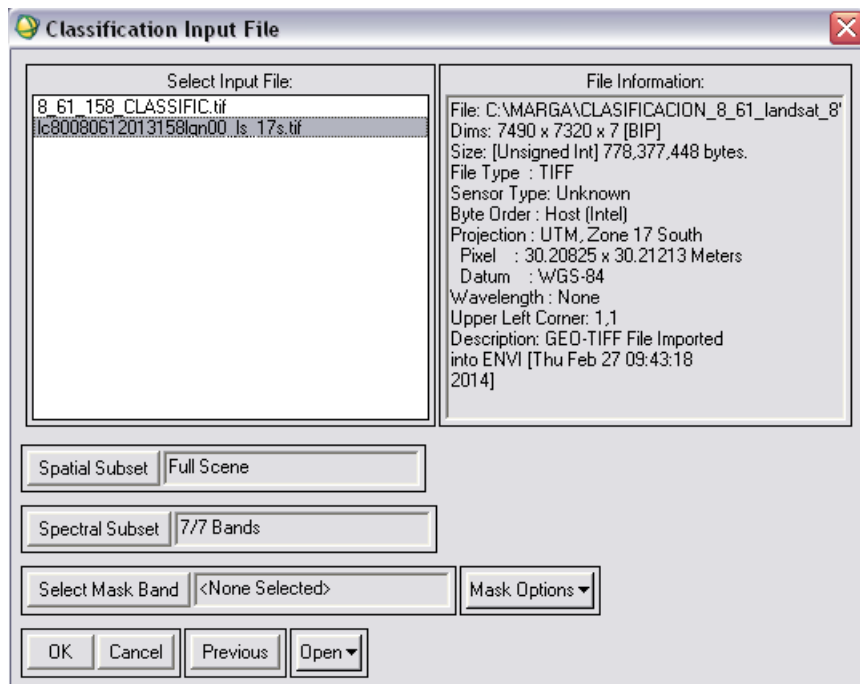 Classification Input File
Select Input File:
8_61_158_CLASSIFIC.tif
lc80080612013158lgn00_ls_17s.tif
File Information:
File: C:\MARGA\CLASIFICACION_8_61_landsat_8'
Dims: 7490 x 7320 x 7 [BIP]
Size: [Unsigned Int] 778,377,448 bytes.
File Type : TIFF
Sensor Type: Unknown
Byte Order : Host (Intel)
Projection : UTM, Zone 17 South
Pixel : 30.20825 x 30.21213 Meters
Datum : WGS-84
Wavelength : None
Upper Left Corner: 1,1
Description: GEO-TIFF File Imported
into ENVI [Thu Feb 27 09:43:18
2014]
Spatial Subset Full Scene
Spectral Subset 7/7 Bands
Select Mask Band <None Selected> Mask Options
OK Cancel Previous Open